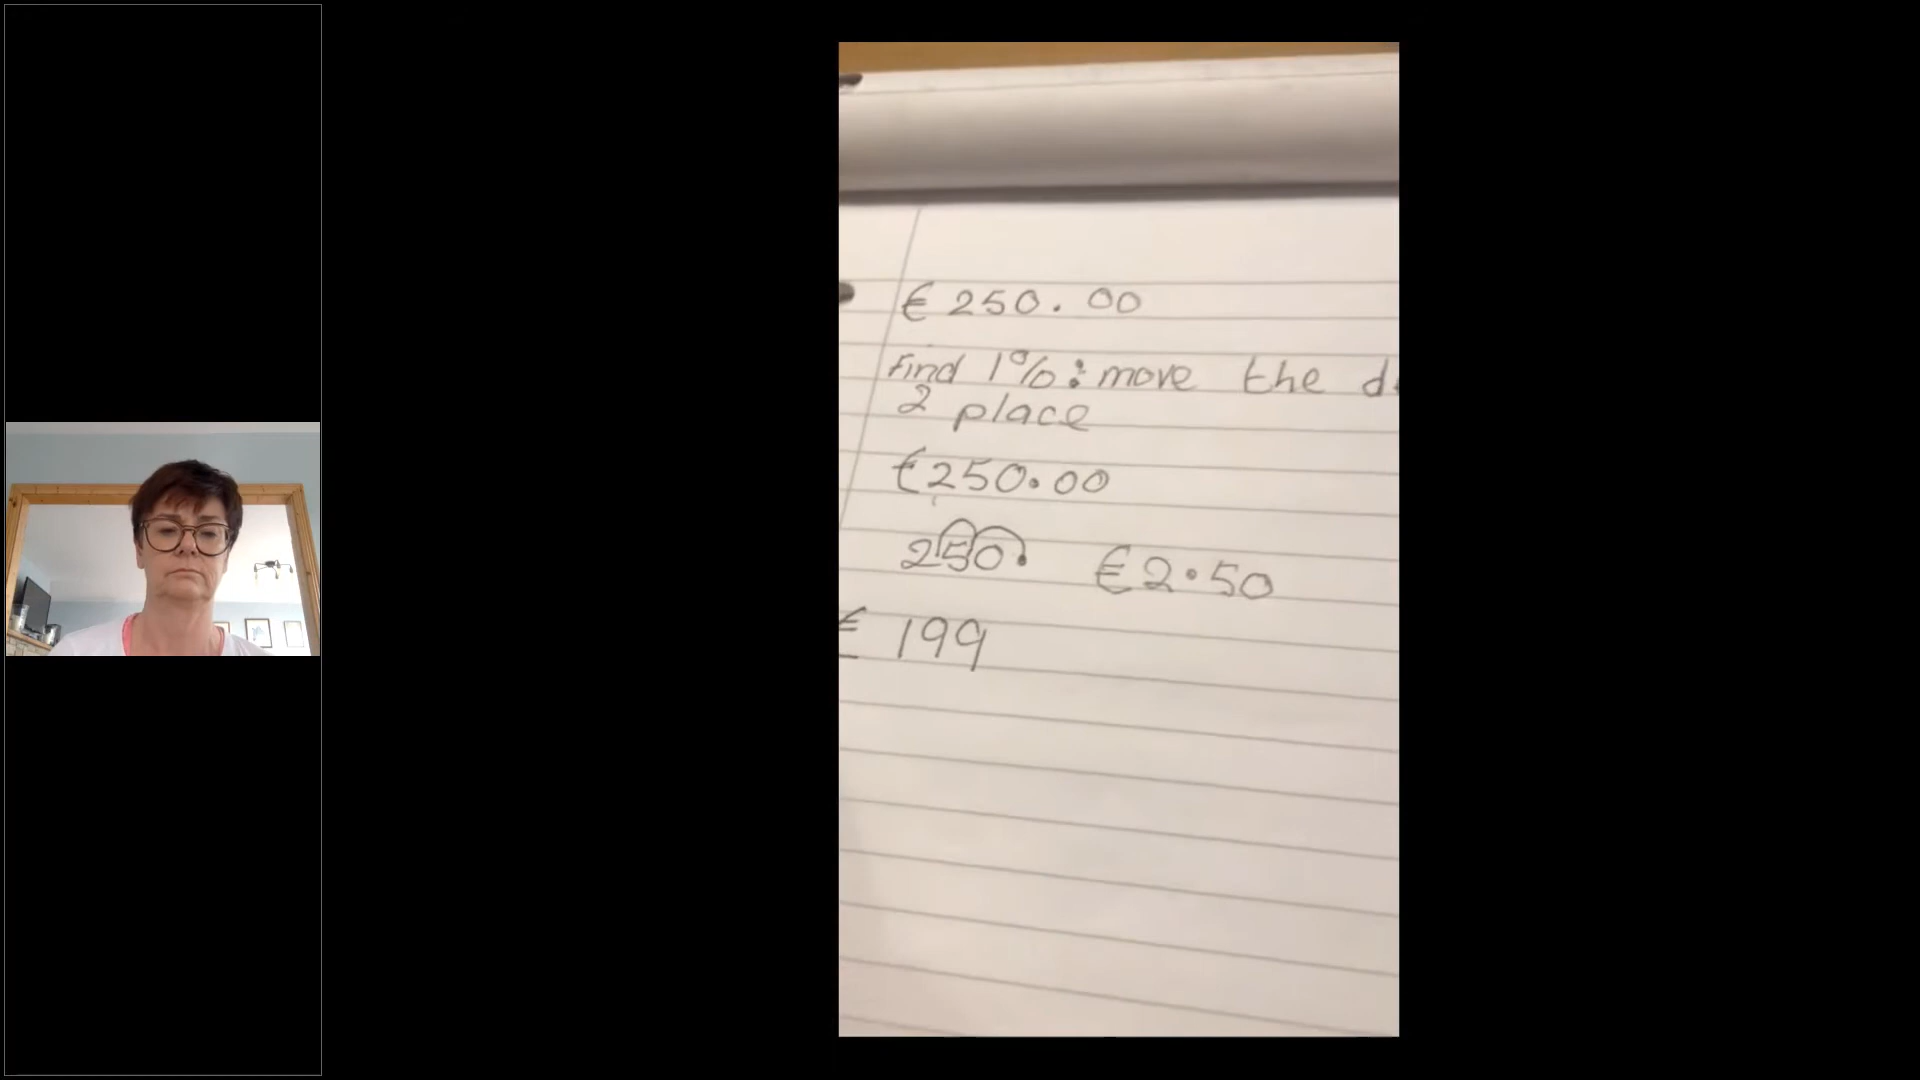 € 250.00
Find 1%: move the d
2 place
€250.00
250. €2.50
€ 199